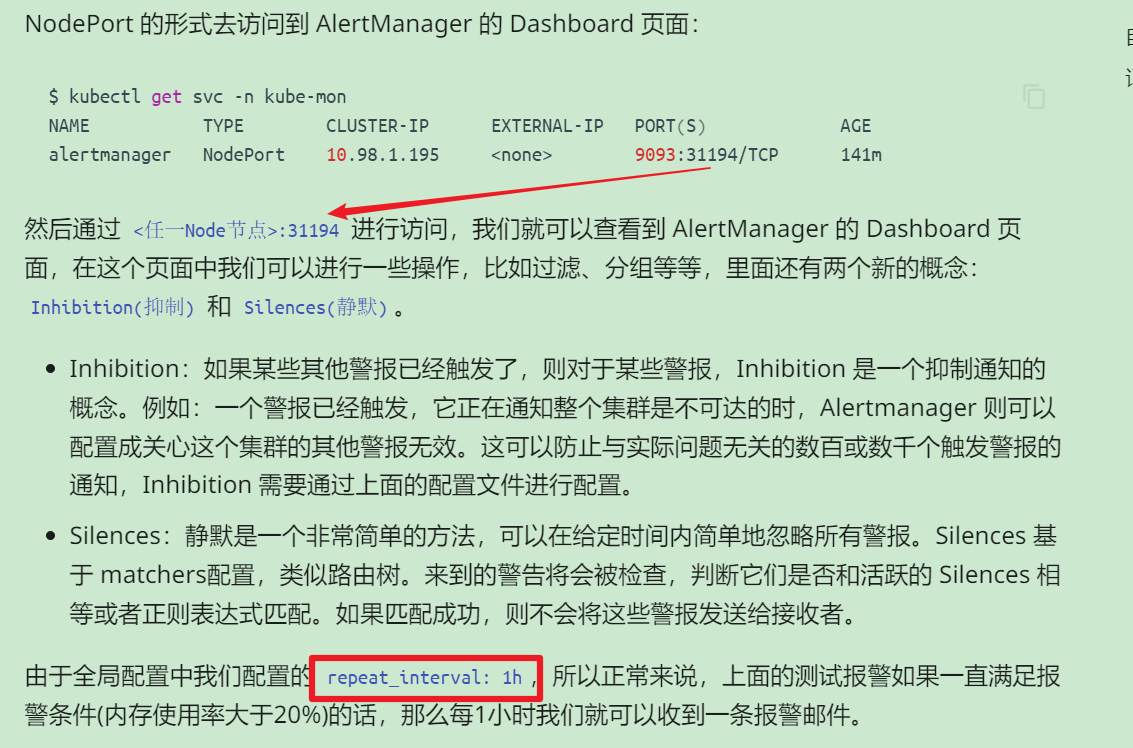 NodePort 的形式去访问到 AlertManager 的 Dashboard 页面：
$ kubectl get svc -n kube-mon
NAME TYPE CLUSTER-IP EXTERNAL-IP PORT(S) AGE
alertmanager NodePort 10.98.1.195 <none> 9093:31194/TCP 141m
然后通过 <任一Node节点>:31194 进行访问，我们就可以查看到 AlertManager 的 Dashboard 页
面，在这个页面中我们可以进行一些操作，比如过滤、分组等等，里面还有两个新的概念：
Inhibition(抑制) 和 Silences(静默)。
• Inhibition：如果某些其他警报已经触发了，则对于某些警报，Inhibition 是一个抑制通知的
概念。例如：一个警报已经触发，它正在通知整个集群是不可达的时，Alertmanager 则可以
配置成关心这个集群的其他警报无效。这可以防止与实际问题无关的数百或数千个触发警报的
通知，Inhibition 需要通过上面的配置文件进行配置。
• Silences：静默是一个非常简单的方法，可以在给定时间内简单地忽略所有警报。Silences 基
于 matchers配置，类似路由树。来到的警告将会被检查，判断它们是否和活跃的 Silences 相
等或者正则表达式匹配。如果匹配成功，则不会将这些警报发送给接收者。
由于全局配置中我们配置的 repeat_interval: 1h，所以正常来说，上面的测试报警如果一直满足报
警条件(内存使用率大于20%)的话，那么每1小时我们就可以收到一条报警邮件。